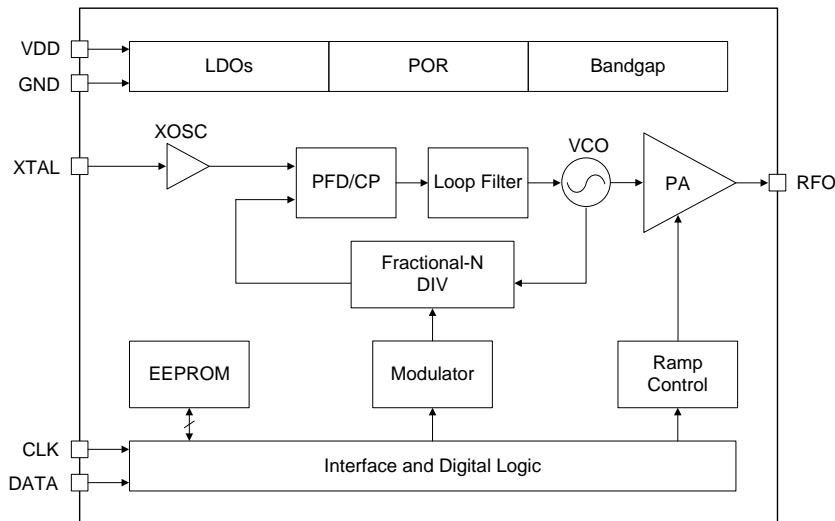 VDD
GND
LDOs
POR
Bandgap
XOSC
XTAL
PFD/CP
Loop Filter
VCO
PA
RFO
Fractional-N
DIV
EEPROM
Modulator
Ramp
Control
CLK
DATA
Interface and Digital Logic